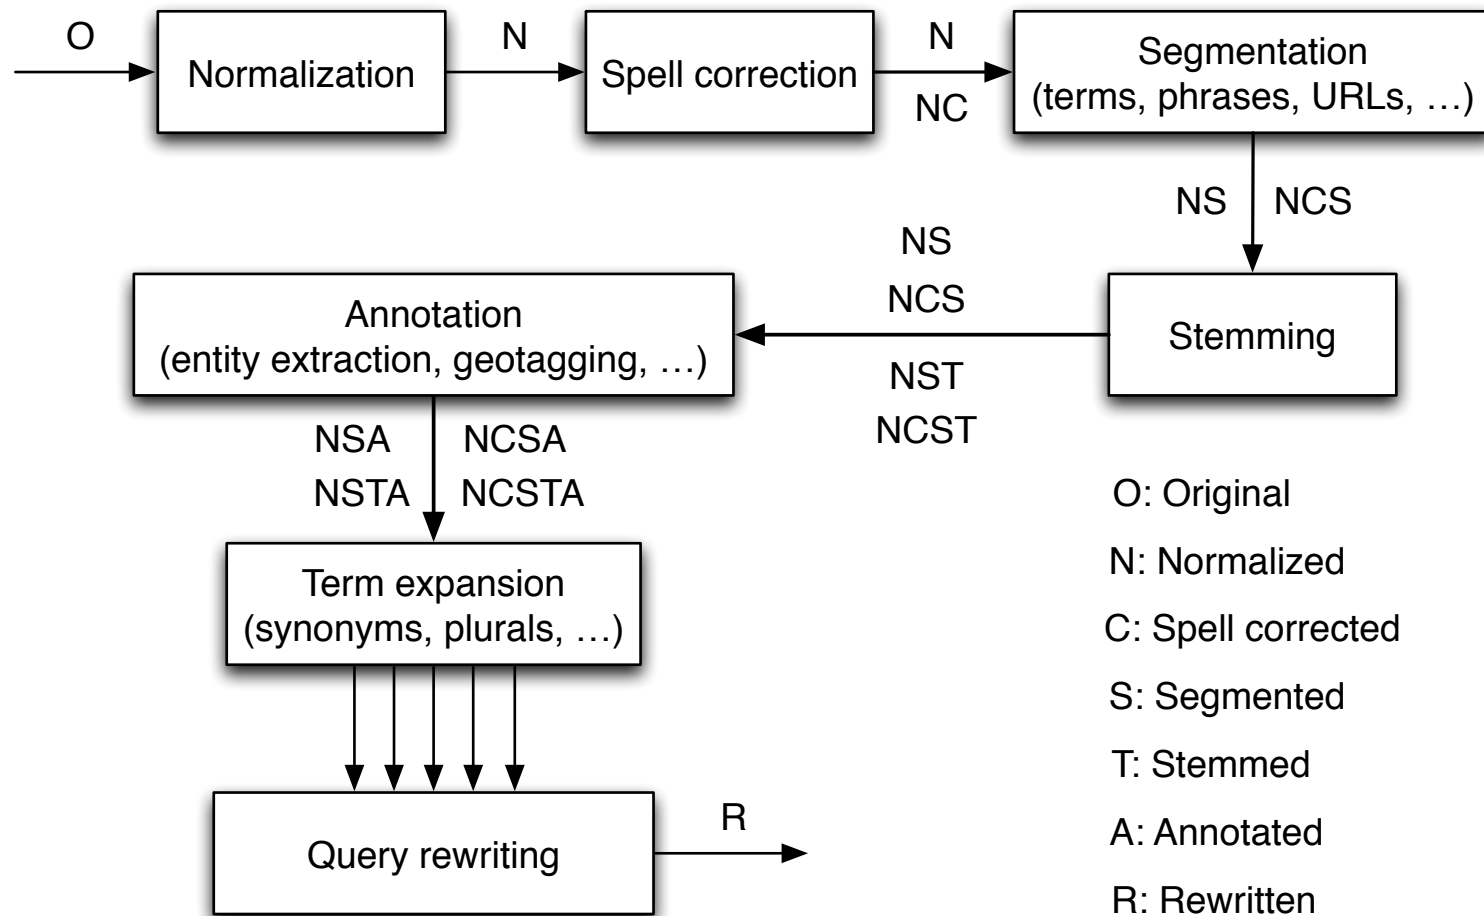 O
Normalization
N
Spell correction
N
NC
Segmentation
(terms, phrases, URLs, …)
NS
NCS
Stemming
NS
NCS
NST
NCST
Annotation
(entity extraction, geotagging, …)
NSA
NCSA
NSTA
NCSTA
Term expansion
(synonyms, plurals, …)
Query rewriting
R
O: Original
N: Normalized
C: Spell corrected
S: Segmented
T: Stemmed
A: Annotated
R: Rewritten